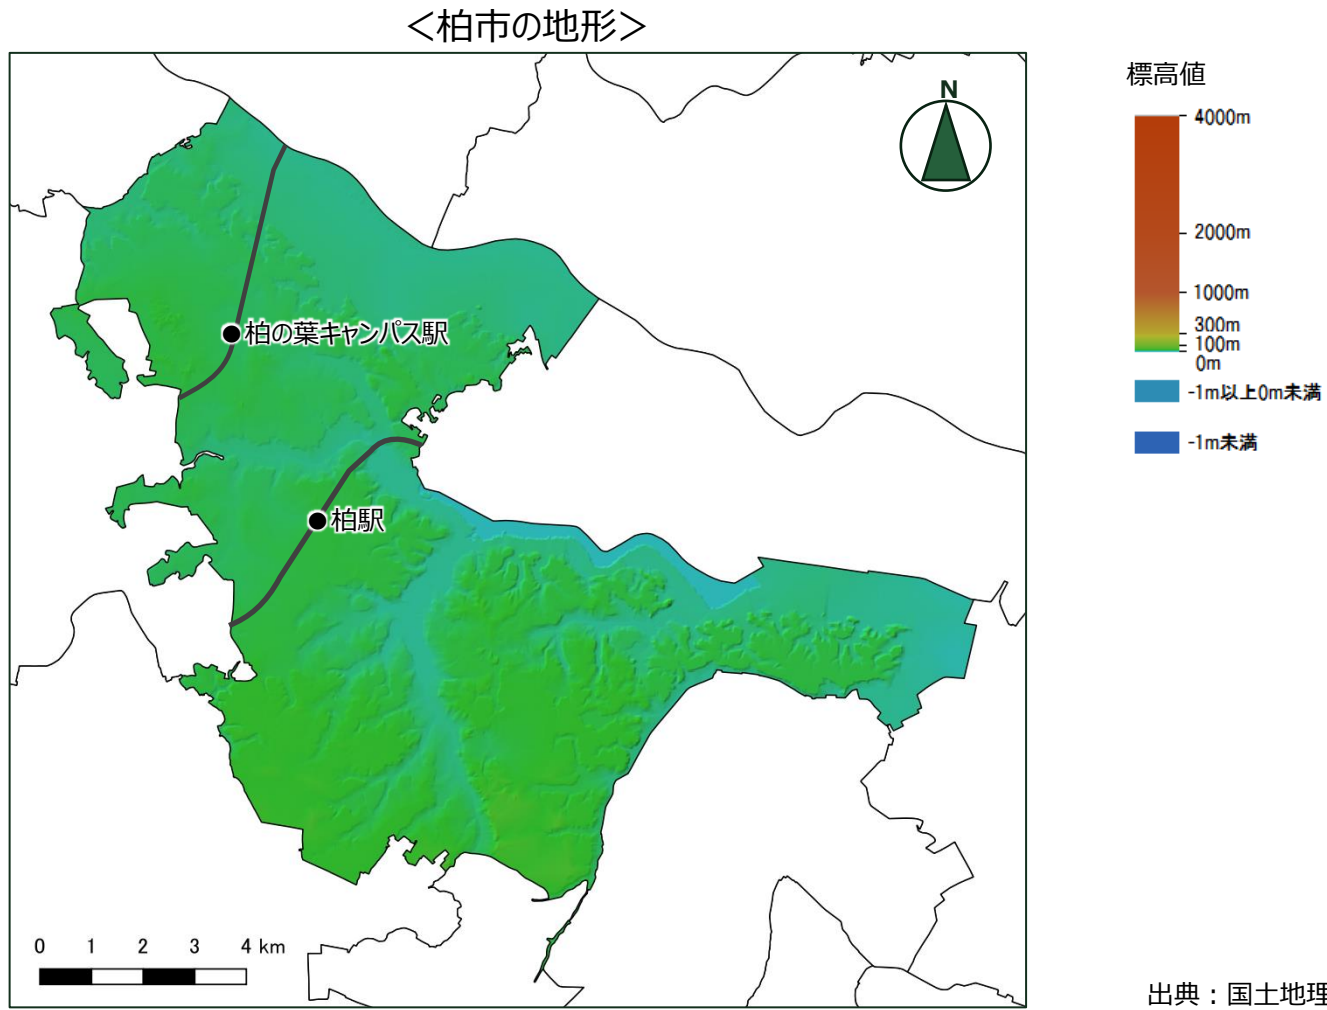 ＜柏市の地形＞
標高値
N
4000m
2000m
1000m
300m
100m
0m
-1m以上0m未満
-1m未満
柏の葉キャンパス駅
柏駅
0 1 2 3 4 km
出典：国土地理